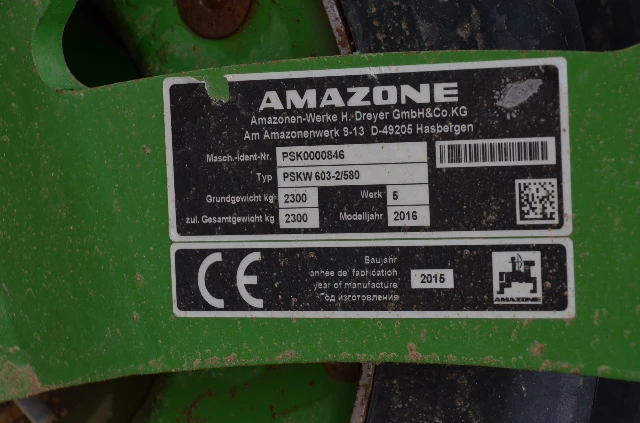 AMAZONE
Amazonen-Werke H. Dreyer GmbH&Co.KG
Am Amazonenwerk 9-13 D-49205 Hasbergen
Masch.-Ident-Nr. PSK0000846
Typ PSKW 603-2/580
Grundgewicht kg 2300 Werk 5
zul. Gesamtgewicht kg 2300 Modelljahr 2016
CE
Baujahr
année de fabrication
year of manufacture 2015
год изготовления
AMAZONE